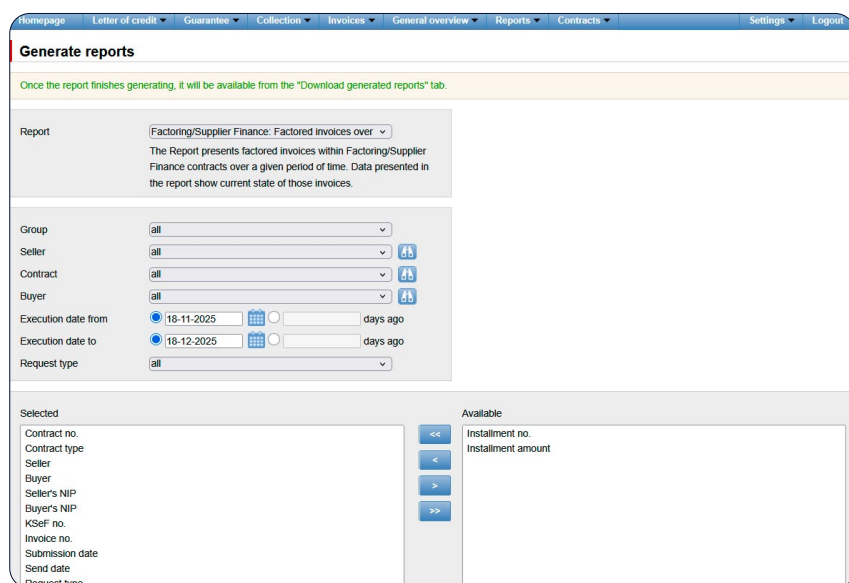 Homepage Letter of credit Guarantee Collection Invoices General overview Reports Contracts Settings Logout
Generate reports
Once the report finishes generating, it will be available from the "Download generated reports" tab.
Report Factoring/Supplier Finance: Factored invoices over
The Report presents factored invoices within Factoring/Supplier
Finance contracts over a given period of time. Data presented in
the report show current state of those invoices.
Group all
Seller all
Contract all
Buyer all
Execution date from 18-11-2025 days ago
Execution date to 18-12-2025 days ago
Request type all
Selected Available
Contract no. << Installment no.
Contract type Installment amount
Seller <
Buyer
Seller's NIP >
Buyer's NIP
KSeF no. >>
Invoice no.
Submission date
Send date
Request type